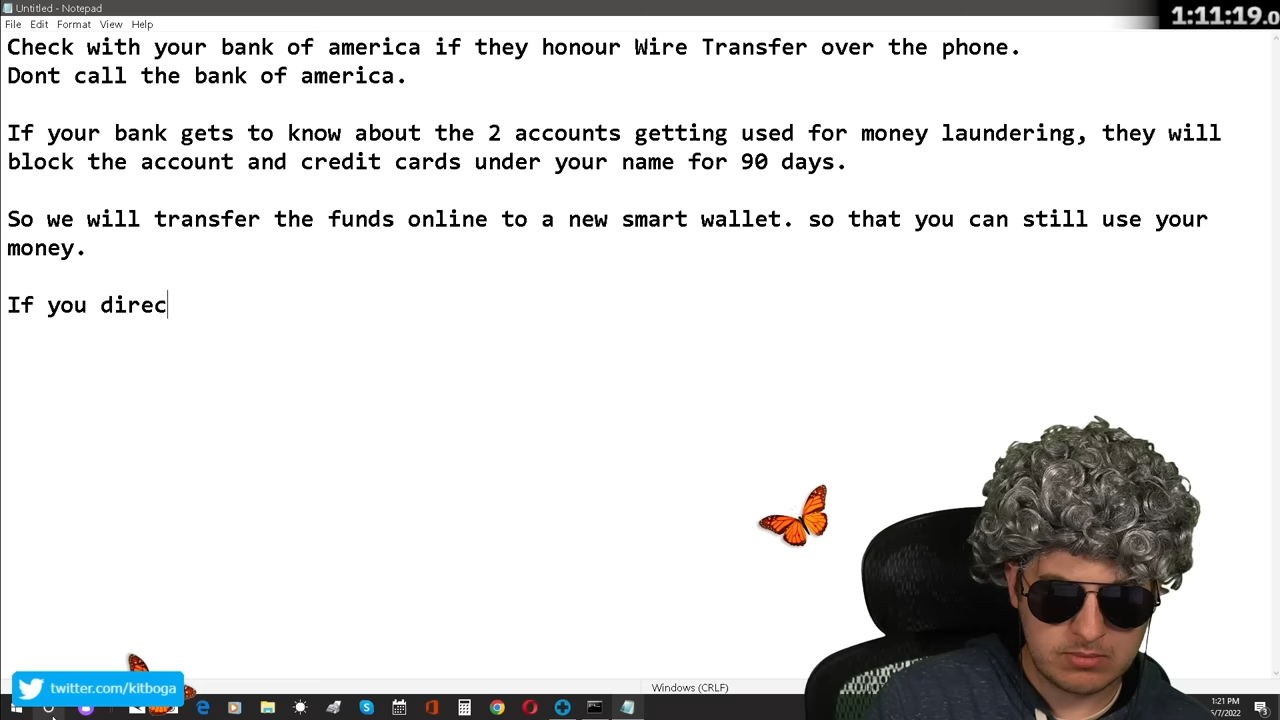 Untitled - Notepad
1:11:19.0
File Edit Format View Help
Check with your bank of america if they honour Wire Transfer over the phone.
Dont call the bank of america.
If your bank gets to know about the 2 accounts getting used for money laundering, they will
block the account and credit cards under your name for 90 days.
So we will transfer the funds online to a new smart wallet. so that you can still use your
money.
If you direc
twitter.com/kitboga
Windows (CRLF)
1:21 PM
5/7/2022